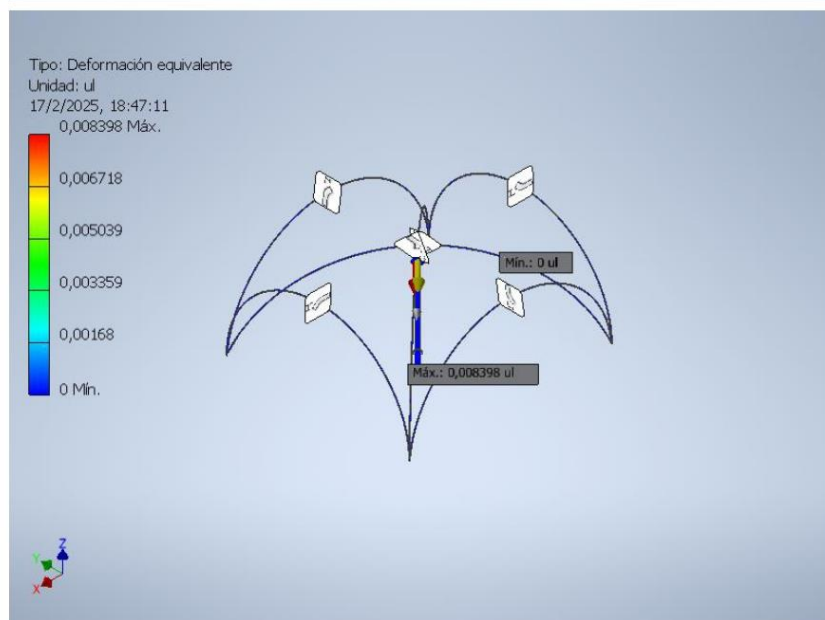 Tipo: Deformación equivalente
Unidad: ul
17/2/2025, 18:47:11
0,008398 Máx.
0,006718
0,005039
0,003359
0,00168
0 Mín.
Mín.: 0 ul
Máx.: 0,008398 ul
Z
Y
X